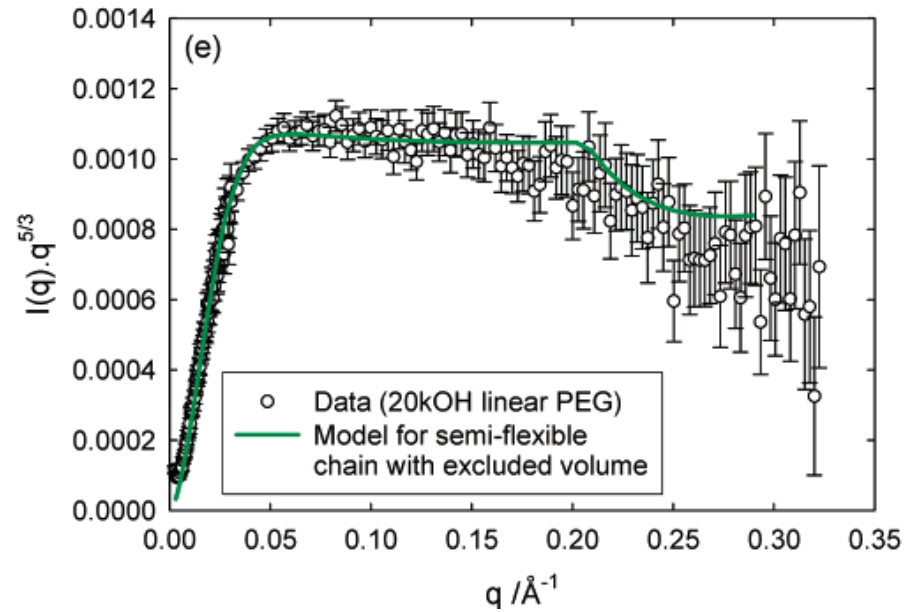 0.0014
(e)
0.0012
0.0010
0.0008
0.0006
0.0004
0.0002
0.0000
I(q).q^5/3
Data (20kOH linear PEG)
Model for semi-flexible
chain with excluded volume
0.00 0.05 0.10 0.15 0.20 0.25 0.30 0.35
q /Å⁻¹